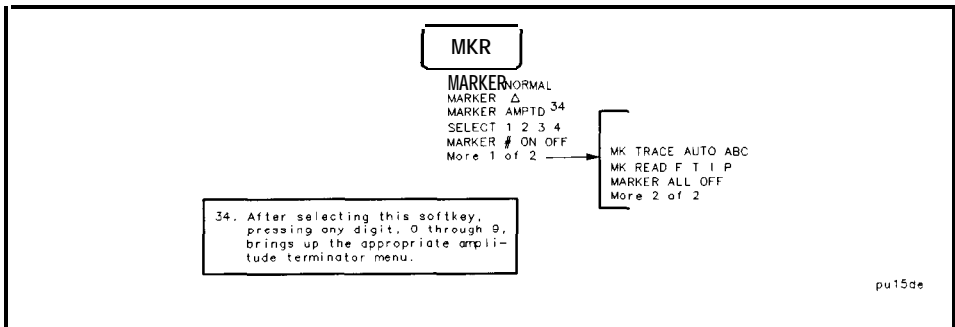 MKR
MARKER NORMAL
MARKER Δ
MARKER AMPTD 34
SELECT 1 2 3 4
MARKER # ON OFF
More 1 of 2
MK TRACE AUTO ABC
MK READ F T I P
MARKER ALL OFF
More 2 of 2
34. After selecting this softkey,
pressing any digit, 0 through 9,
brings up the appropriate ampli-
tude terminator menu.
pu15de